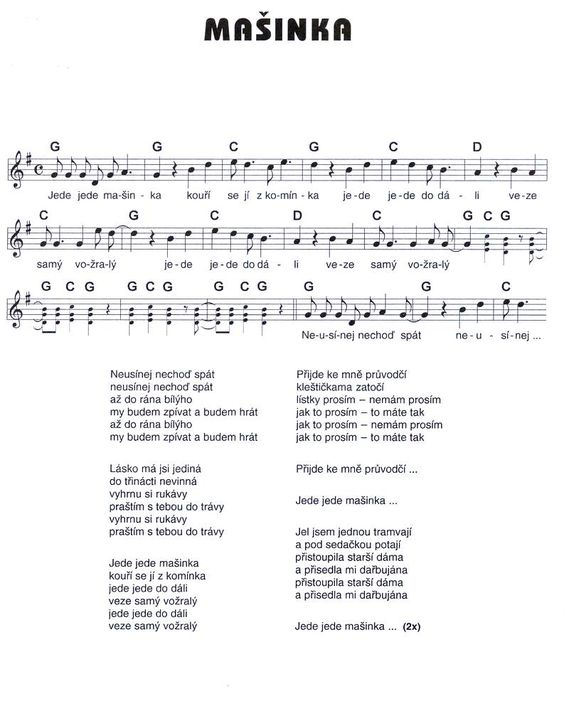 MAŠINKA
G G C G C D
Jede jede ma-šin - ka kouří se jí z ko-mín-ka je-de je-de do dá - li ve-ze
C G C D C G C G
samý vo-žra-lý je-de je-de do dá - li ve-ze samý vo-žra-lý
G C G G C G G C G G C G G G C
Ne-u-sí-nej nechoď spát ne - u - sí-nej ...
Neusínej nechoď spát
neusínej nechoď spát
až do rána bílýho
my budem zpívat a budem hrát
až do rána bílýho
my budem zpívat a budem hrát
Lásko má jsi jediná
do třinácti nevinná
vyhrnu si rukávy
praštím s tebou do trávy
vyhrnu si rukávy
praštím s tebou do trávy
Jede jede mašinka
kouří se jí z komínka
jede jede do dáli
veze samý vožralý
jede jede do dáli
veze samý vožralý
Přijde ke mně průvodčí
kleštičkama zatočí
lístky prosím – nemám prosím
jak to prosím – to máte tak
jak to prosím – nemám prosím
jak to prosím – to máte tak
Přijde ke mně průvodčí ...
Jede jede mašinka ...
Jel jsem jednou tramvají
a pod sedačkou potají
přistoupila starší dáma
a přisedla mi dařbujána
přistoupila starší dáma
a přisedla mi dařbujána
Jede jede mašinka ... (2x)